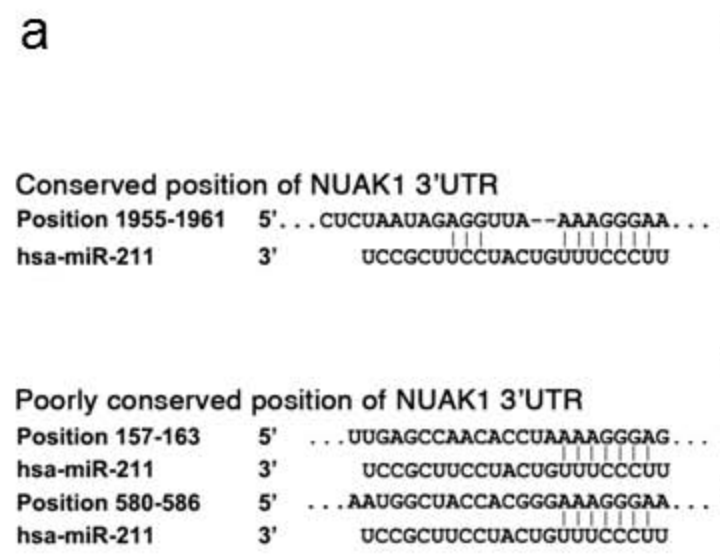 a
Conserved position of NUAK1 3'UTR
Position 1955-1961 5'...CUCUAAUAGAGGUUA--AAAGGGAA...
hsa-miR-211 3' UCCGCUUCCUACUGUUUCCCUU
Poorly conserved position of NUAK1 3'UTR
Position 157-163 5' ...UUGAGCCAACACCUAAAAGGGAG...
hsa-miR-211 3' UCCGCUUCCUACUGUUUCCCUU
Position 580-586 5' ...AAUGGCUACCACGGGAAAGGGAA...
hsa-miR-211 3' UCCGCUUCCUACUGUUUCCCUU